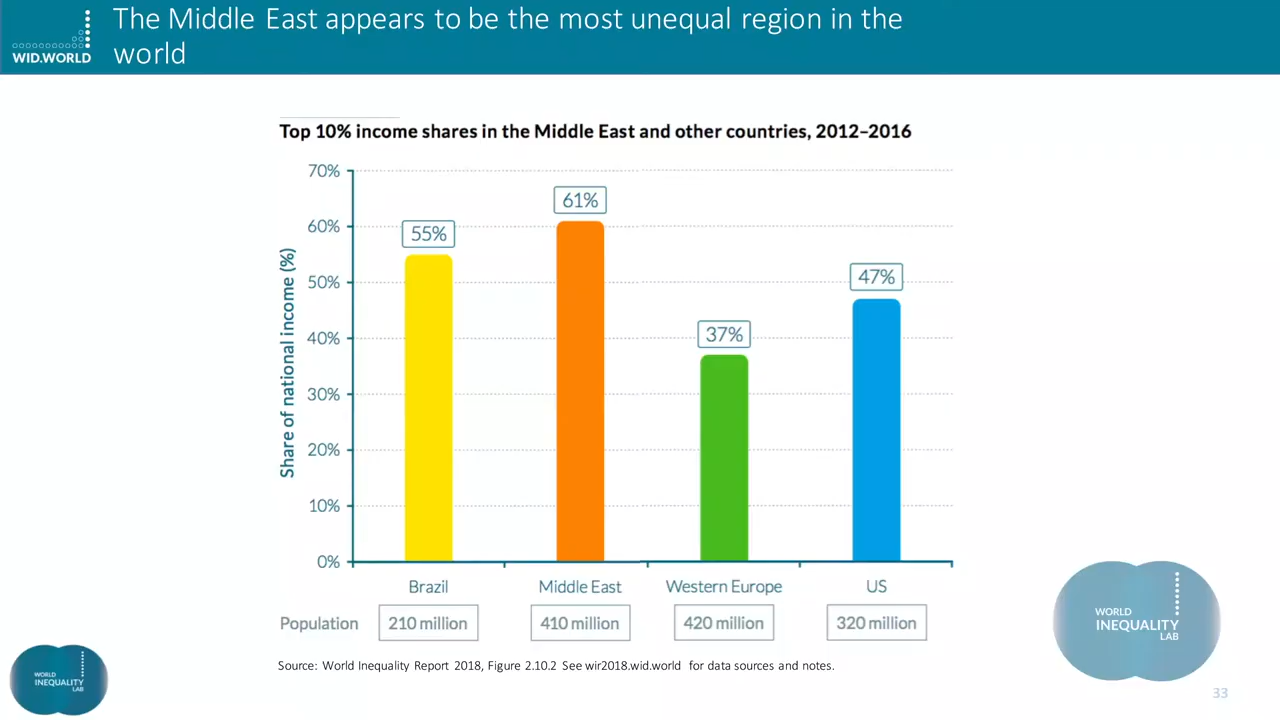 The Middle East appears to be the most unequal region in the
world
WID.WORLD
Top 10% income shares in the Middle East and other countries, 2012–2016
Share of national income (%)
70%
60%
50%
40%
30%
20%
10%
0%
55%
61%
37%
47%
Brazil Middle East Western Europe US
Population 210 million 410 million 420 million 320 million
Source: World Inequality Report 2018, Figure 2.10.2 See wir2018.wid.world for data sources and notes.
WORLD
INEQUALITY
LAB
WORLD
INEQUALITY
LAB
33